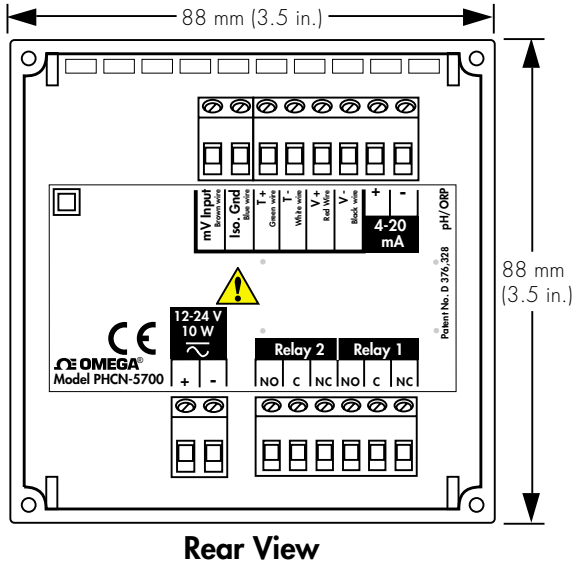 88 mm (3.5 in.)
mV Input
Brown wire
Iso. Gnd
Blue wire
T +
Green wire
T -
White wire
V +
Red Wire
V -
Black wire
+ -
4-20
mA
pH/ORP
Patent No. D 376,328
88 mm
(3.5 in.)
12-24 V
10 W
CE
Ω OMEGA®
Model PHCN-5700
+ -
Relay 2 Relay 1
NO C NC NO C NC
Rear View